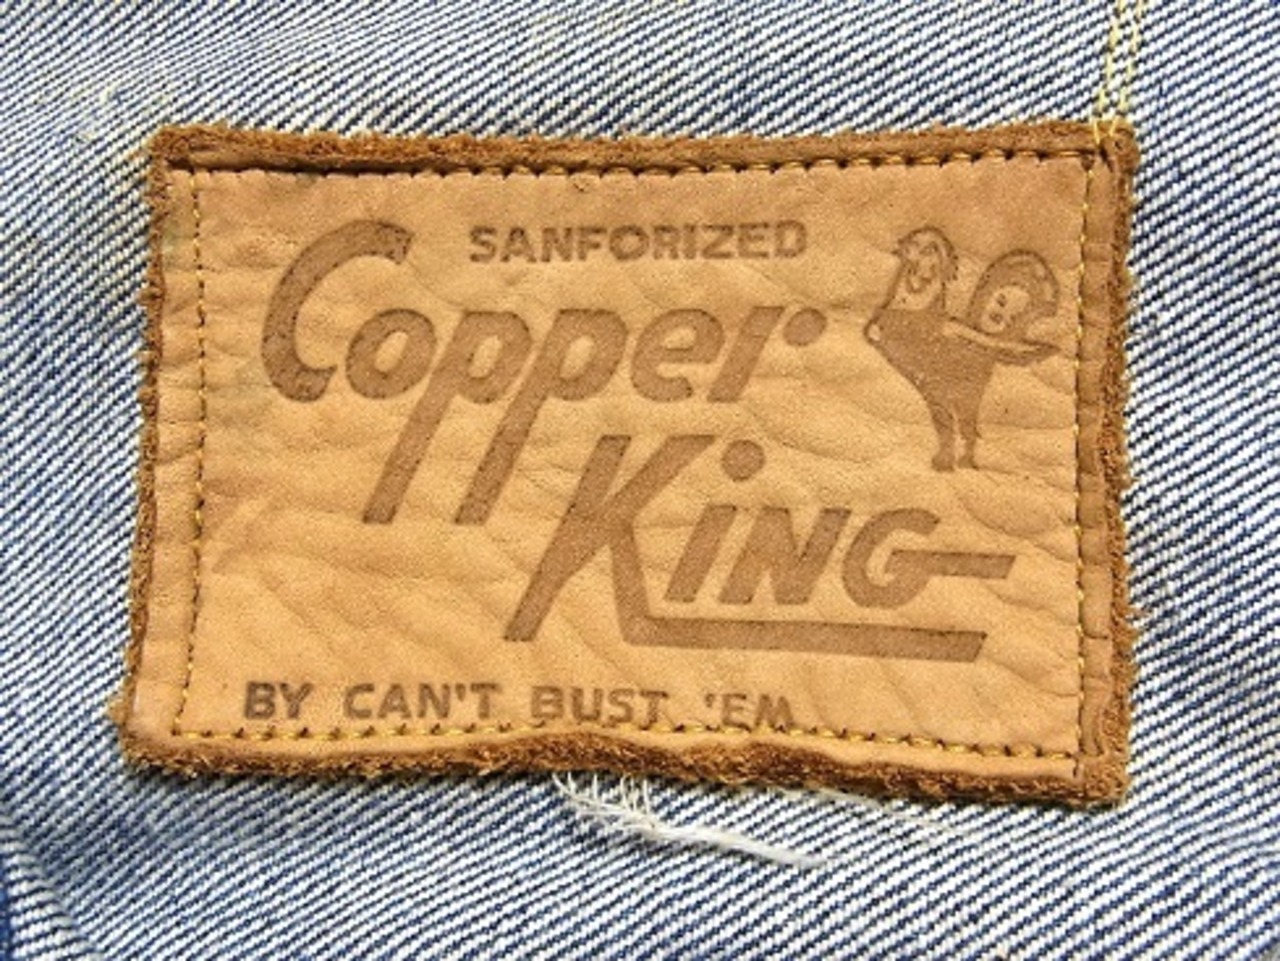 SANFORIZED
Copper
KiNG
BY CAN'T BUST 'EM